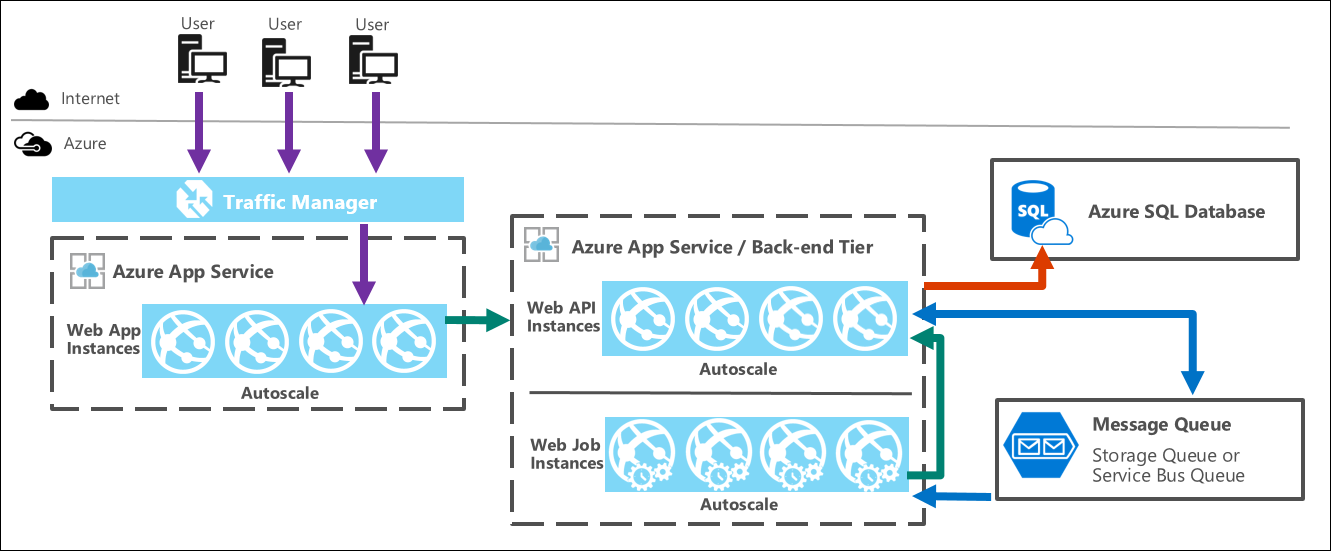 User
User
User
Internet
Azure
Traffic Manager
Azure App Service
Web App
Instances
Autoscale
Azure App Service / Back-end Tier
Web API
Instances
Autoscale
Web Job
Instances
Autoscale
SQL
Azure SQL Database
Message Queue
Storage Queue or
Service Bus Queue